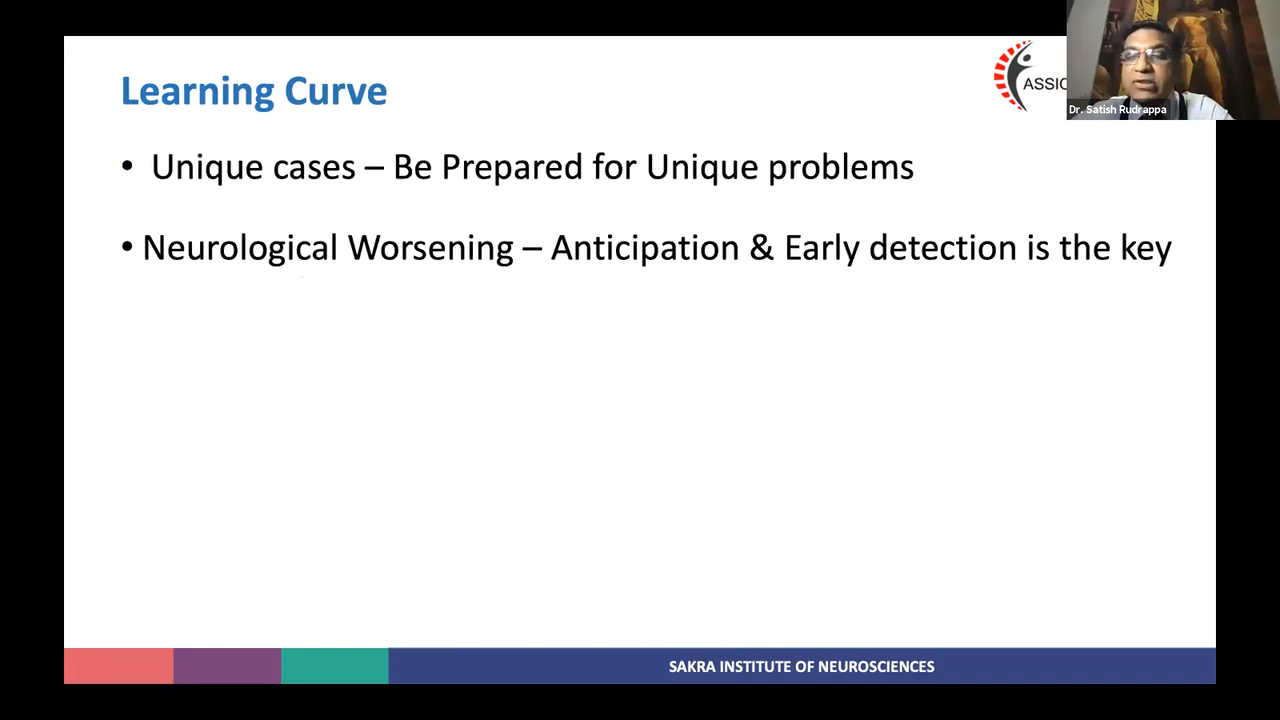 Learning Curve
ASSIC
Dr. Satish Rudrappa
• Unique cases – Be Prepared for Unique problems
• Neurological Worsening – Anticipation & Early detection is the key
SAKRA INSTITUTE OF NEUROSCIENCES